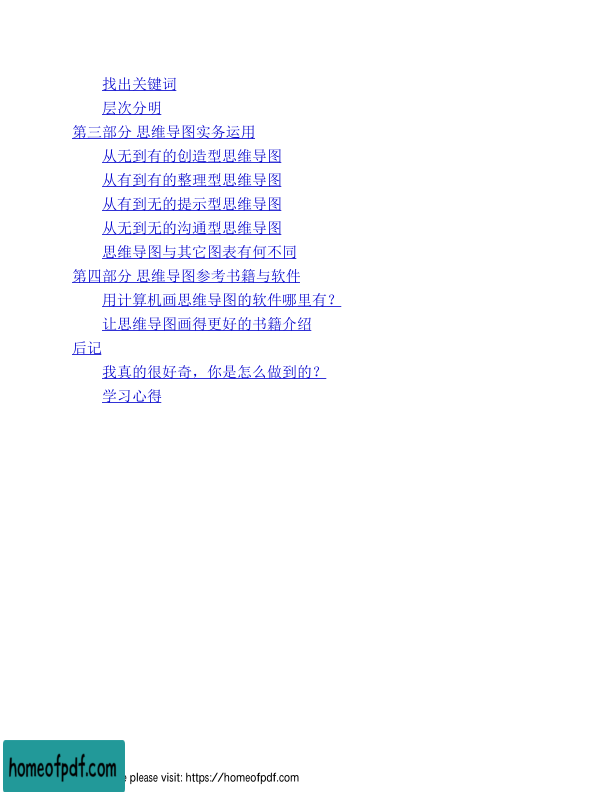 找出关键词
层次分明
第三部分 思维导图实务运用
从无到有的创造型思维导图
从有到有的整理型思维导图
从有到无的提示型思维导图
从无到无的沟通型思维导图
思维导图与其它图表有何不同
第四部分 思维导图参考书籍与软件
用计算机画思维导图的软件哪里有？
让思维导图画得更好的书籍介绍
后记
我真的很好奇，你是怎么做到的？
学习心得
homeofpdf.com
e please visit: https://homeofpdf.com